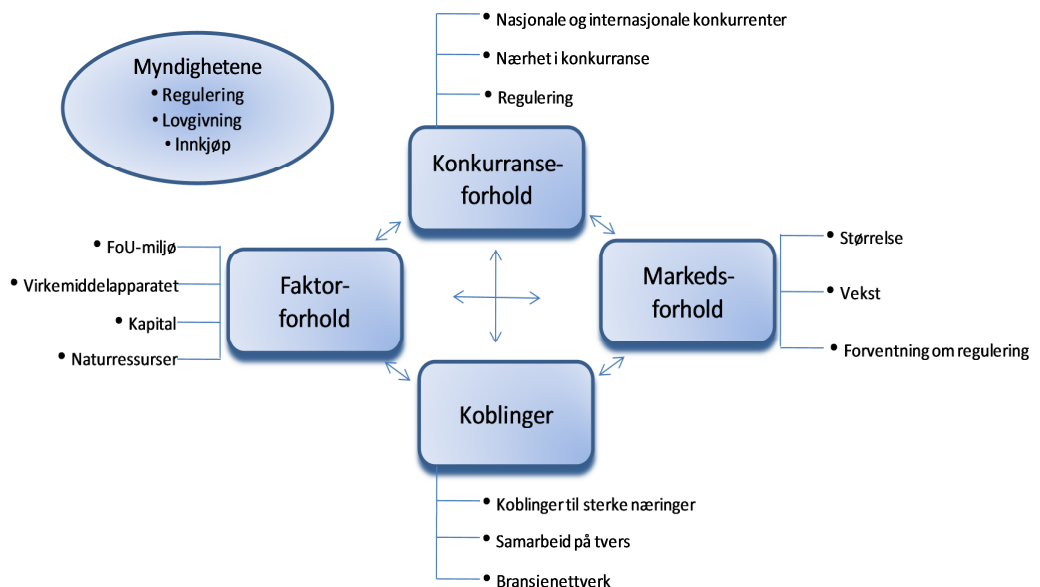 • Nasjonale og internasjonale konkurrenter
• Nærhet i konkurranse
• Regulering
Myndighetene
• Regulering
• Lovgivning
• Innkjøp
Konkurranse-
forhold
• FoU-miljø
• Virkemiddelapparatet
• Kapital
• Naturressurser
Faktor-
forhold
Markeds-
forhold
• Størrelse
• Vekst
• Forventning om regulering
Koblinger
• Koblinger til sterke næringer
• Samarbeid på tvers
• Bransjenettverk